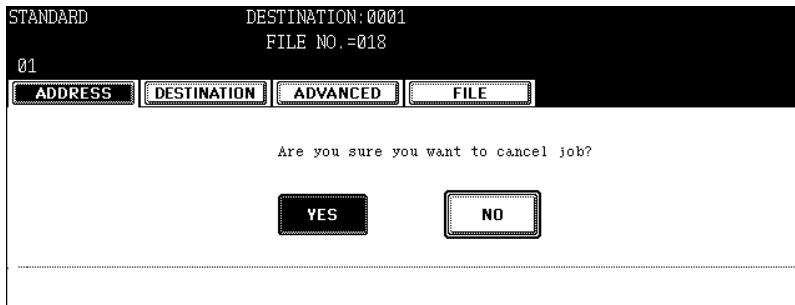 STANDARD DESTINATION:0001
FILE NO.=018
01
ADDRESS DESTINATION ADVANCED FILE
Are you sure you want to cancel job?
YES NO